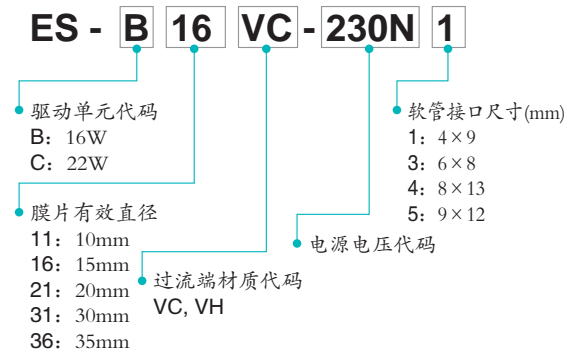 ES - B 16 VC - 230N 1
驱动单元代码
B: 16W
C: 22W
膜片有效直径
11: 10mm
16: 15mm
21: 20mm
31: 30mm
36: 35mm
过流端材质代码
VC, VH
电源电压代码
软管接口尺寸(mm)
1: 4×9
3: 6×8
4: 8×13
5: 9×12